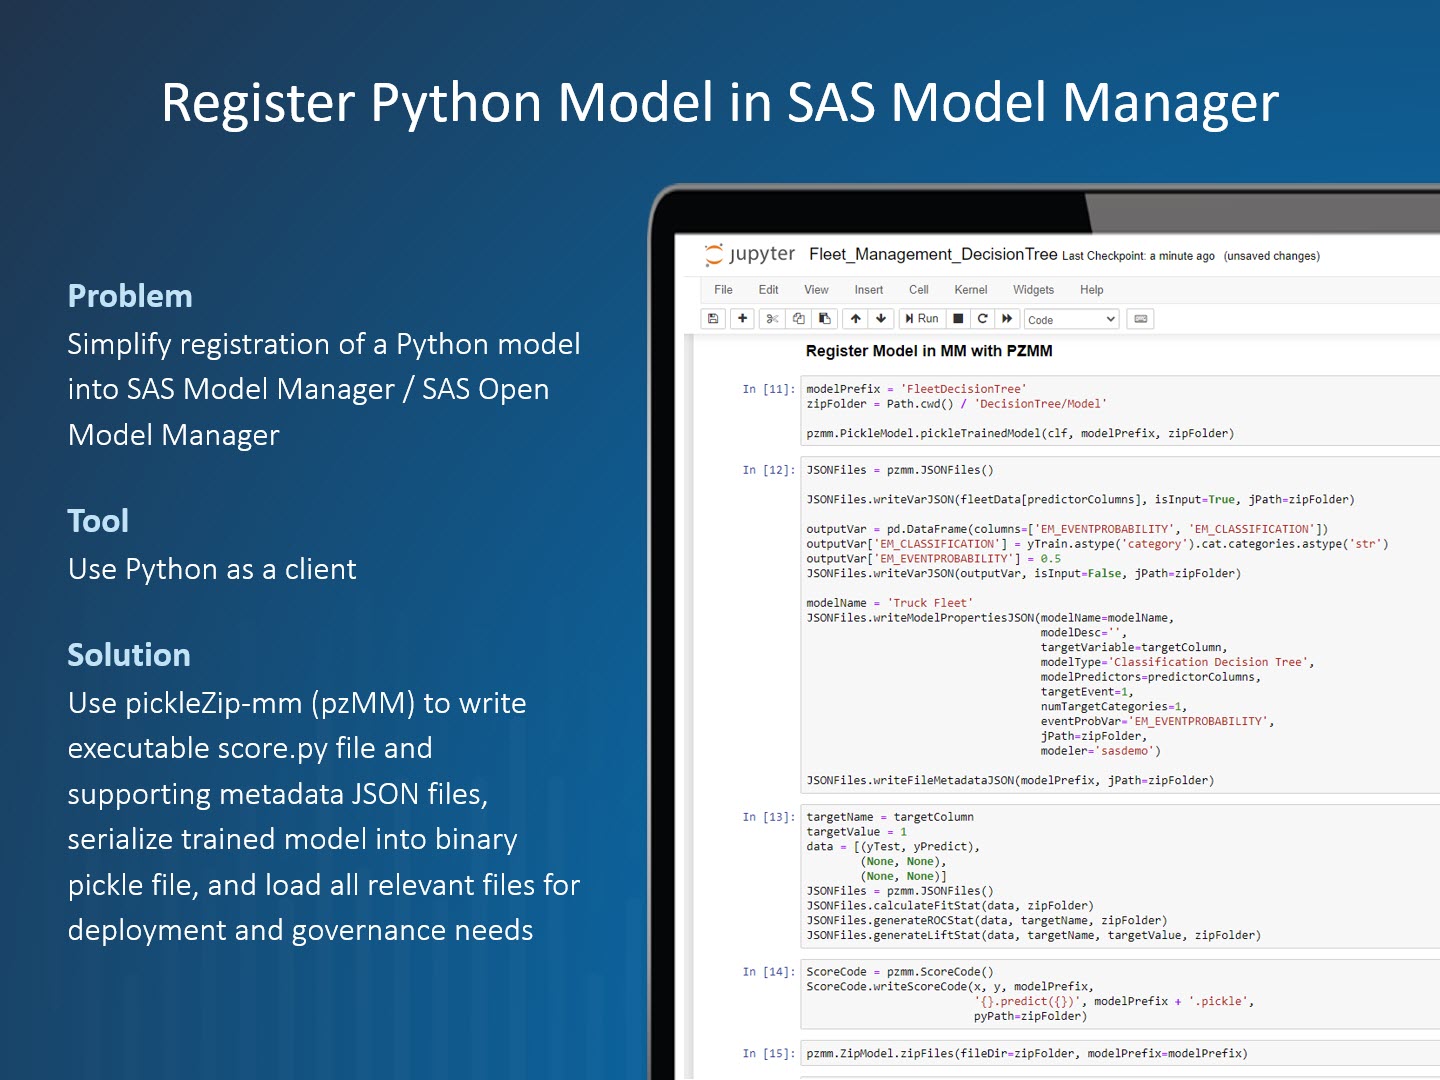 Register Python Model in SAS Model Manager
Problem
Simplify registration of a Python model
into SAS Model Manager / SAS Open
Model Manager
Tool
Use Python as a client
Solution
Use pickleZip-mm (pzMM) to write
executable score.py file and
supporting metadata JSON files,
serialize trained model into binary
pickle file, and load all relevant files for
deployment and governance needs
jupyter Fleet_Management_DecisionTree Last Checkpoint: a minute ago (unsaved changes)
File Edit View Insert Cell Kernel Widgets Help
Run Code
Register Model in MM with PZMM
In [11]: modelPrefix = 'FleetDecisionTree'
zipFolder = Path.cwd() / 'DecisionTree/Model'
pzmm.PickleModel.pickleTrainedModel(clf, modelPrefix, zipFolder)
In [12]: JSONFiles = pzmm.JSONFiles()
JSONFiles.writeVarJSON(fleetData[predictorColumns], isInput=True, jPath=zipFolder)
outputVar = pd.DataFrame(columns=['EM_EVENTPROBABILITY', 'EM_CLASSIFICATION'])
outputVar['EM_CLASSIFICATION'] = yTrain.astype('category').cat.categories.astype('str')
outputVar['EM_EVENTPROBABILITY'] = 0.5
JSONFiles.writeVarJSON(outputVar, isInput=False, jPath=zipFolder)
modelName = 'Truck Fleet'
JSONFiles.writeModelPropertiesJSON(modelName=modelName,
modelDesc='',
targetVariable=targetColumn,
modelType='Classification Decision Tree',
modelPredictors=predictorColumns,
targetEvent=1,
numTargetCategories=1,
eventProbVar='EM_EVENTPROBABILITY',
jPath=zipFolder,
modeler='sasdemo')
JSONFiles.writeFileMetadataJSON(modelPrefix, jPath=zipFolder)
In [13]: targetName = targetColumn
targetValue = 1
data = [(yTest, yPredict),
(None, None),
(None, None)]
JSONFiles = pzmm.JSONFiles()
JSONFiles.calculateFitStat(data, zipFolder)
JSONFiles.generateROCStat(data, targetName, zipFolder)
JSONFiles.generateLiftStat(data, targetName, targetValue, zipFolder)
In [14]: ScoreCode = pzmm.ScoreCode()
ScoreCode.writeScoreCode(x, y, modelPrefix,
'{}.predict({})', modelPrefix + '.pickle',
pyPath=zipFolder)
In [15]: pzmm.ZipModel.zipFiles(fileDir=zipFolder, modelPrefix=modelPrefix)